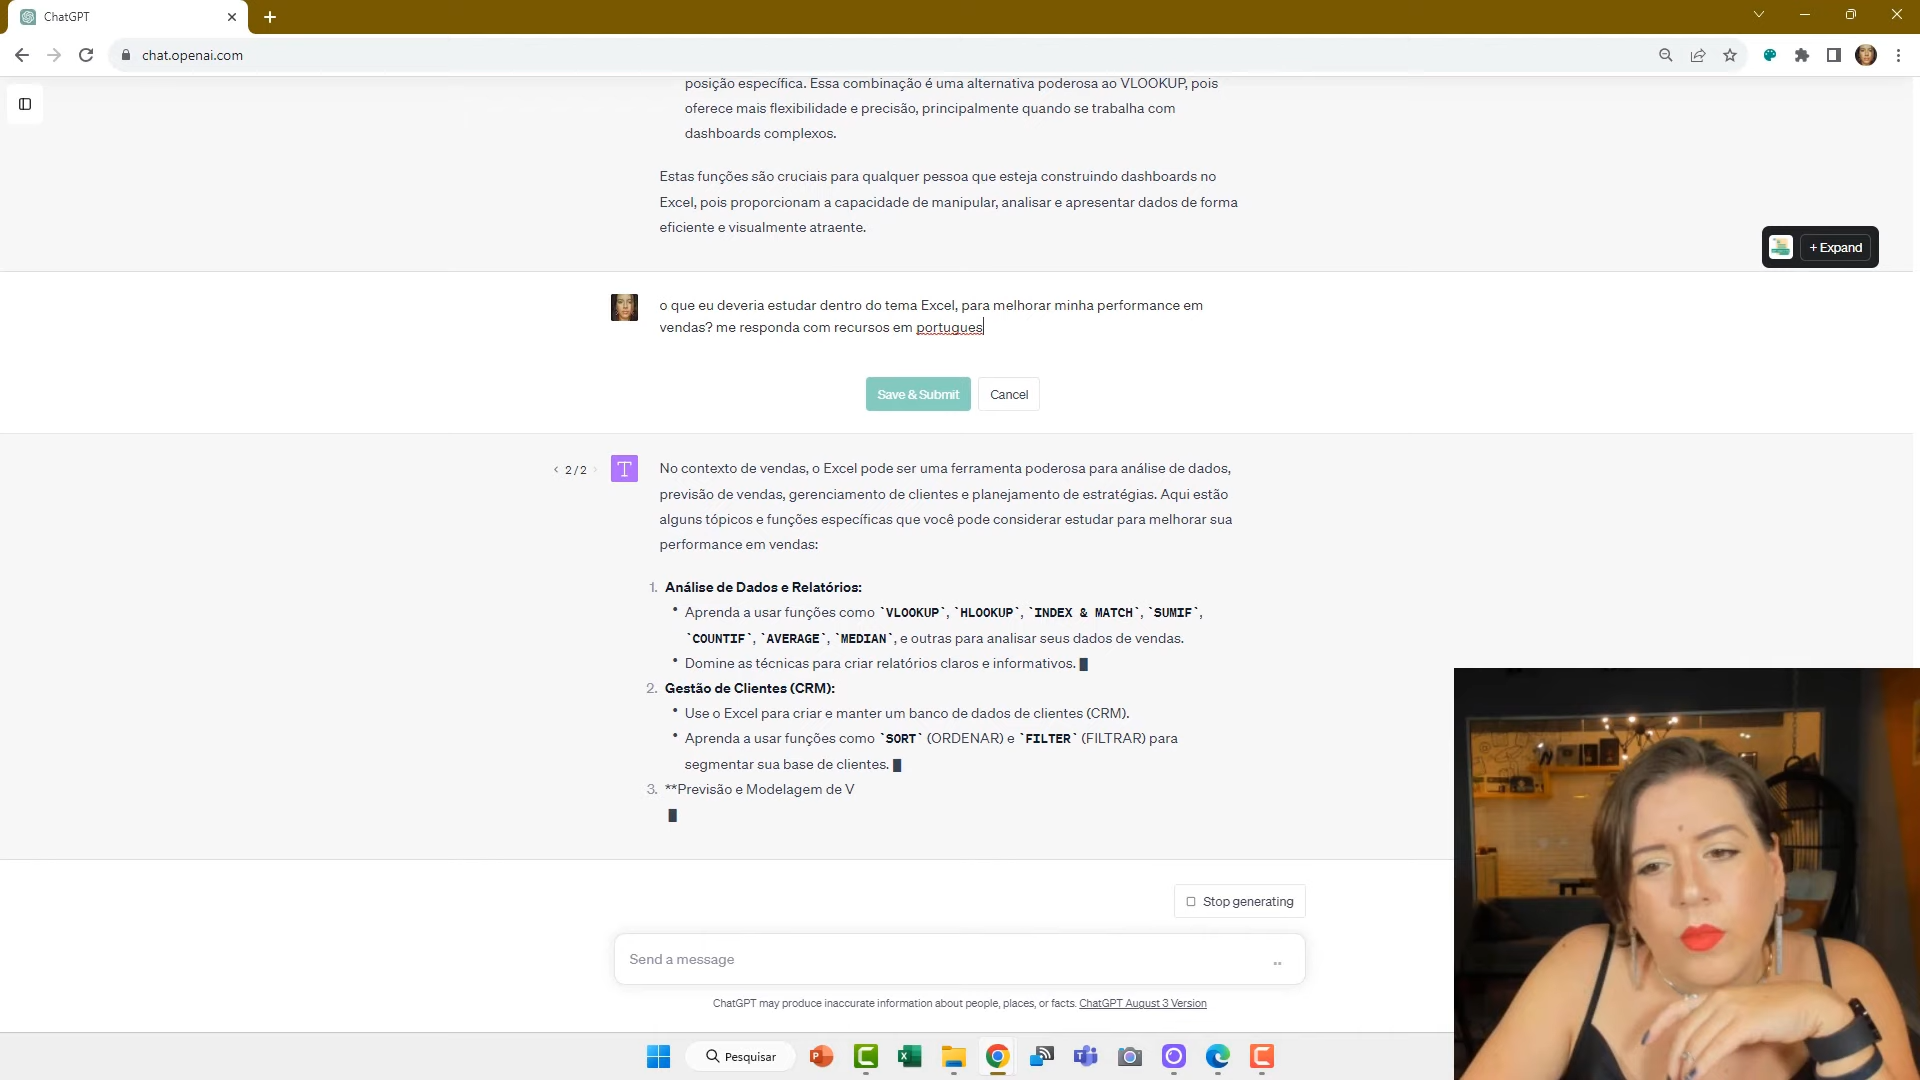 ChatGPT
chat.openai.com
posição específica. Essa combinação é uma alternativa poderosa ao VLOOKUP, pois
oferece mais flexibilidade e precisão, principalmente quando se trabalha com
dashboards complexos.
Estas funções são cruciais para qualquer pessoa que esteja construindo dashboards no
Excel, pois proporcionam a capacidade de manipular, analisar e apresentar dados de forma
eficiente e visualmente atraente.
+ Expand
o que eu deveria estudar dentro do tema Excel, para melhorar minha performance em
vendas? me responda com recursos em portugues
Save & Submit
Cancel
< 2 / 2 >
No contexto de vendas, o Excel pode ser uma ferramenta poderosa para análise de dados,
previsão de vendas, gerenciamento de clientes e planejamento de estratégias. Aqui estão
alguns tópicos e funções específicas que você pode considerar estudar para melhorar sua
performance em vendas:
1. Análise de Dados e Relatórios:
• Aprenda a usar funções como `VLOOKUP`, `HLOOKUP`, `INDEX & MATCH`, `SUMIF`,
`COUNTIF`, `AVERAGE`, `MEDIAN`, e outras para analisar seus dados de vendas.
• Domine as técnicas para criar relatórios claros e informativos.
2. Gestão de Clientes (CRM):
• Use o Excel para criar e manter um banco de dados de clientes (CRM).
• Aprenda a usar funções como `SORT` (ORDENAR) e `FILTER` (FILTRAR) para
segmentar sua base de clientes.
3. **Previsão e Modelagem de V
Stop generating
Send a message
ChatGPT may produce inaccurate information about people, places, or facts. ChatGPT August 3 Version
Pesquisar